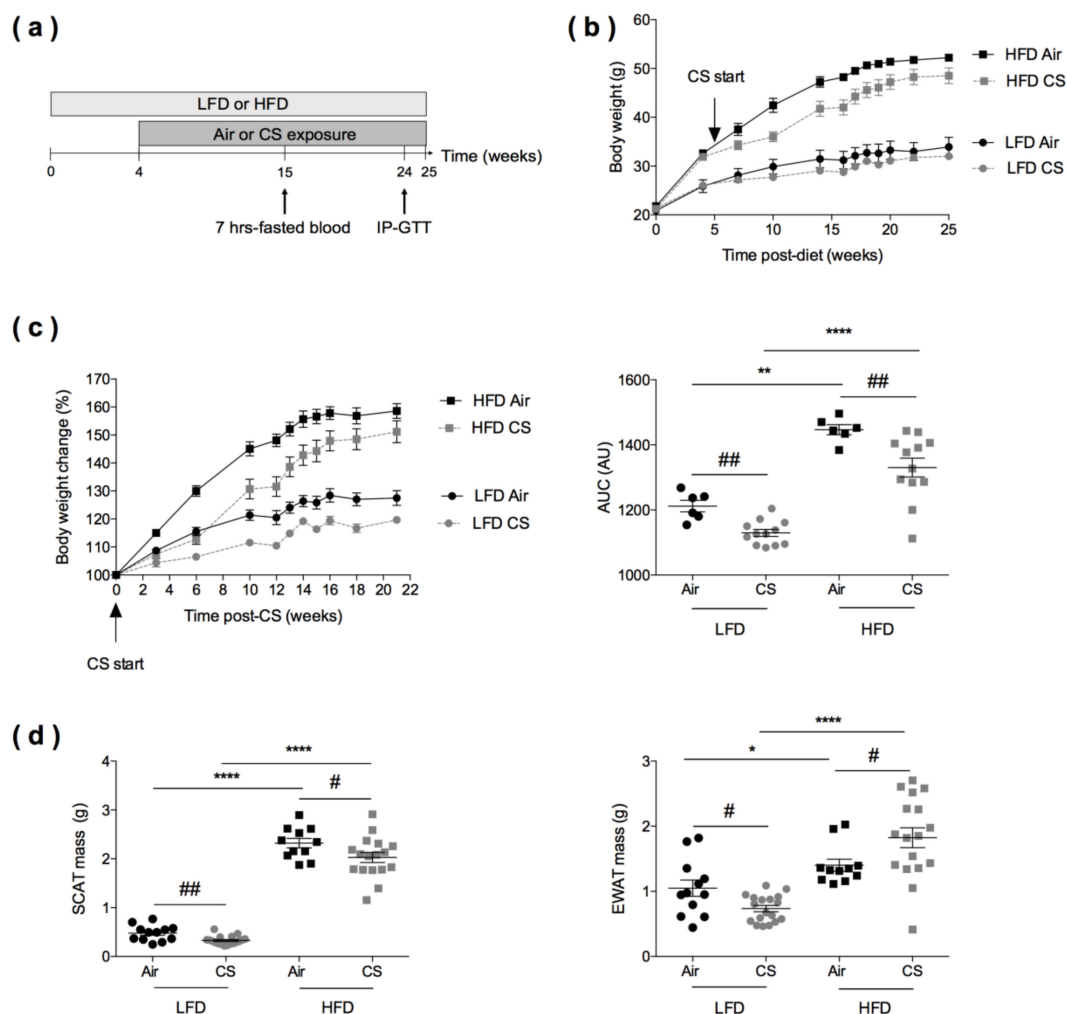 ( a )
LFD or HFD
Air or CS exposure
Time (weeks)
0 4 15 24 25
7 hrs-fasted blood IP-GTT
( b )
60
50
40
30
20
0 5 10 15 20 25
Body weight (g)
Time post-diet (weeks)
CS start
HFD Air
HFD CS
LFD Air
LFD CS
( c )
170
160
150
140
130
120
110
100
0 2 4 6 8 10 12 14 16 18 20 22
Body weight change (%)
Time post-CS (weeks)
CS start
HFD Air
HFD CS
LFD Air
LFD CS
****
**
##
##
1600
1400
1200
1000
AUC (AU)
Air CS Air CS
LFD HFD
( d )
****
****
#
##
4
3
2
1
0
SCAT mass (g)
Air CS Air CS
LFD HFD
****
*
#
#
3
2
1
0
EWAT mass (g)
Air CS Air CS
LFD HFD